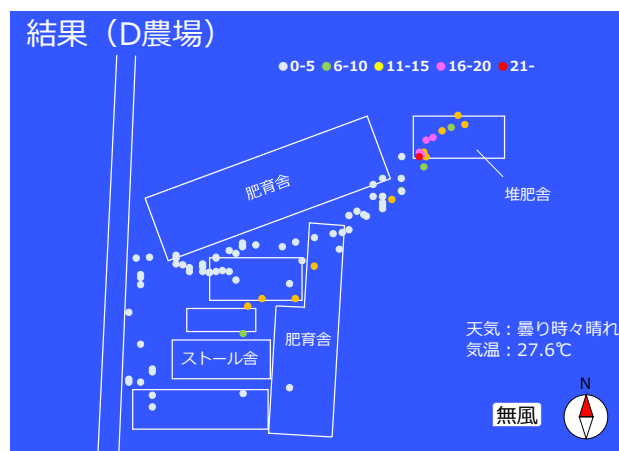 結果（D農場）
0-5 6-10 11-15 16-20 21-
肥育舎
堆肥舎
肥育舎
ストール舎
天気：曇り時々晴れ
気温：27.6℃
無風
N